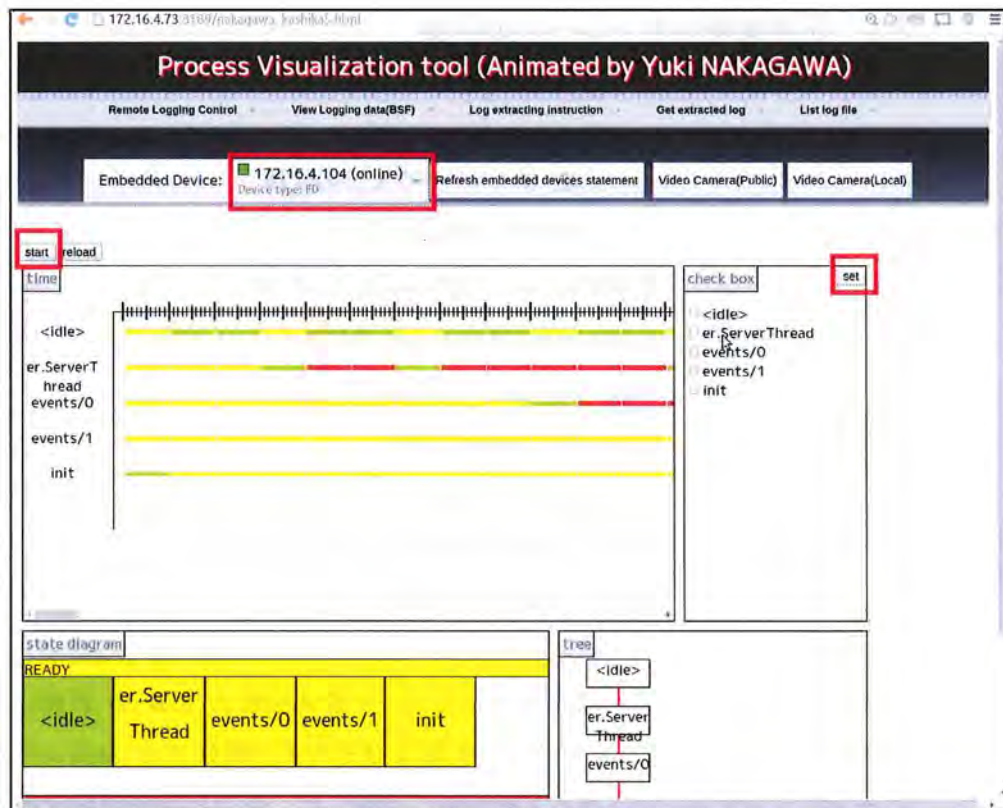 172.16.4.73
Process Visualization tool (Animated by Yuki NAKAGAWA)
Remote Logging Control View Logging data(BSF) Log extracting instruction Get extracted log List log file
Embedded Device: 172.16.4.104 (online) Refresh embedded devices statement Video Camera(Public) Video Camera(Local)
Device type: FD
start reload
time
<idle>
er.ServerT
hread
events/0
events/1
init
check box set
<idle>
er.ServerThread
events/0
events/1
init
state diagram
READY
<idle> er.Server
Thread events/0 events/1 init
tree
<idle>
er.Server
Thread
events/0